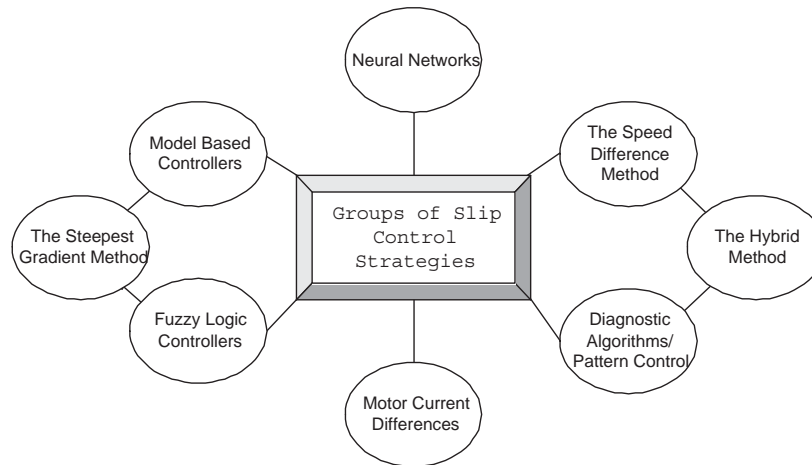 Neural Networks
Model Based
Controllers
The Speed
Difference
Method
Groups of Slip
Control
Strategies
The Steepest
Gradient Method
The Hybrid
Method
Fuzzy Logic
Controllers
Diagnostic
Algorithms/
Pattern Control
Motor Current
Differences